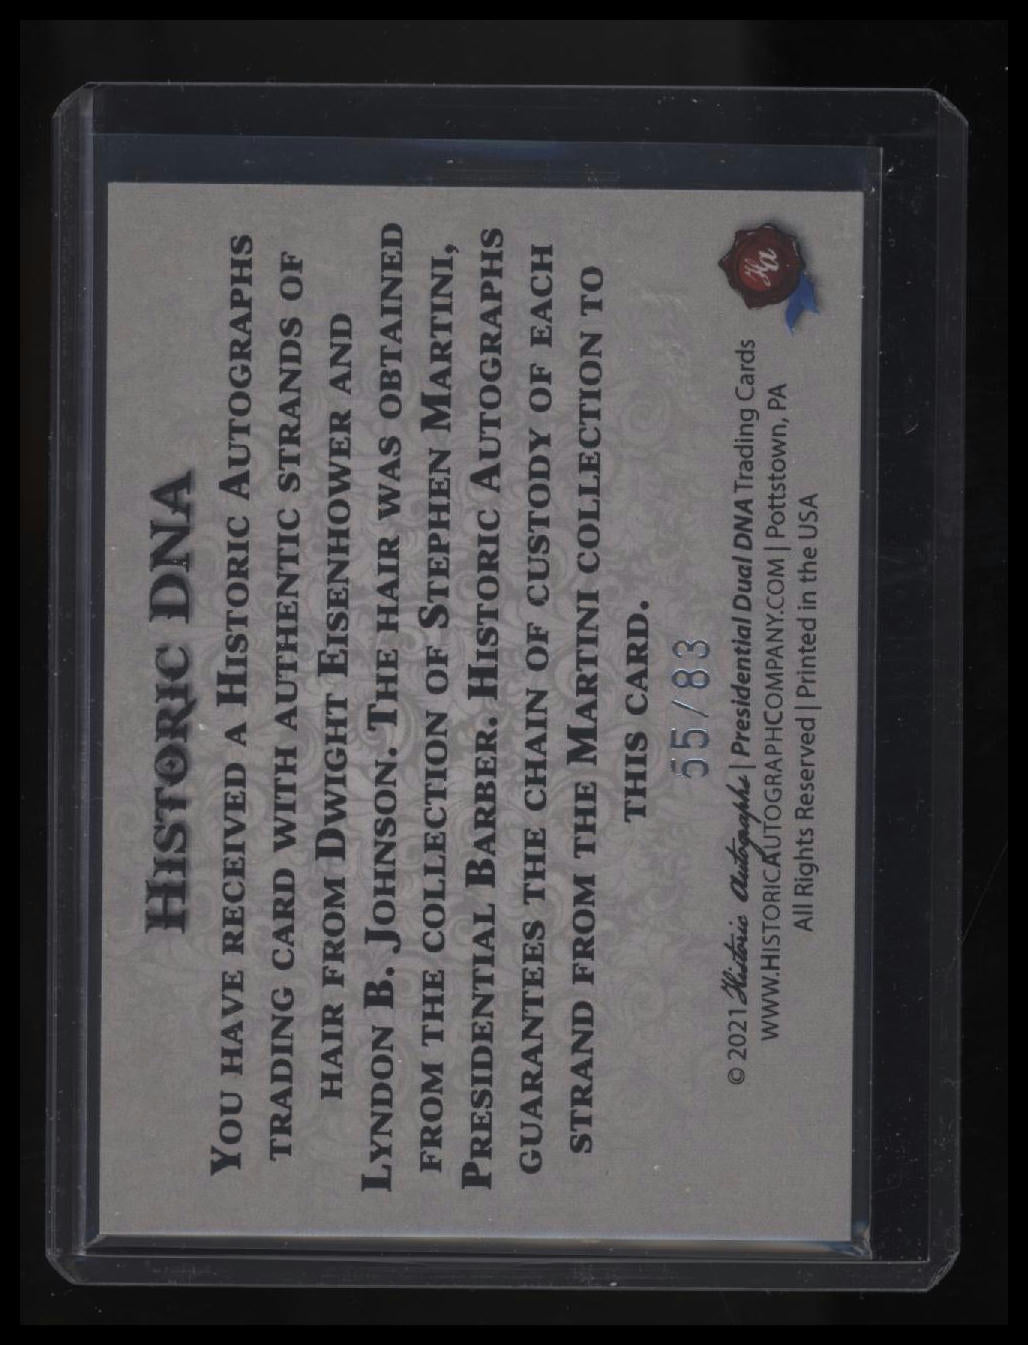 Historic DNA
You have received a Historic Autographs
trading card with authentic strands of
hair from Dwight Eisenhower and
Lyndon B. Johnson. The hair was obtained
from the collection of Stephen Martini,
Presidential Barber. Historic Autographs
guarantees the chain of custody of each
strand from the Martini collection to
this card.
55/83
© 2021 Historic Autographs | Presidential Dual DNA Trading Cards
WWW.HISTORICAUTOGRAPHCOMPANY.COM | Pottstown, PA
All Rights Reserved | Printed in the USA
HA